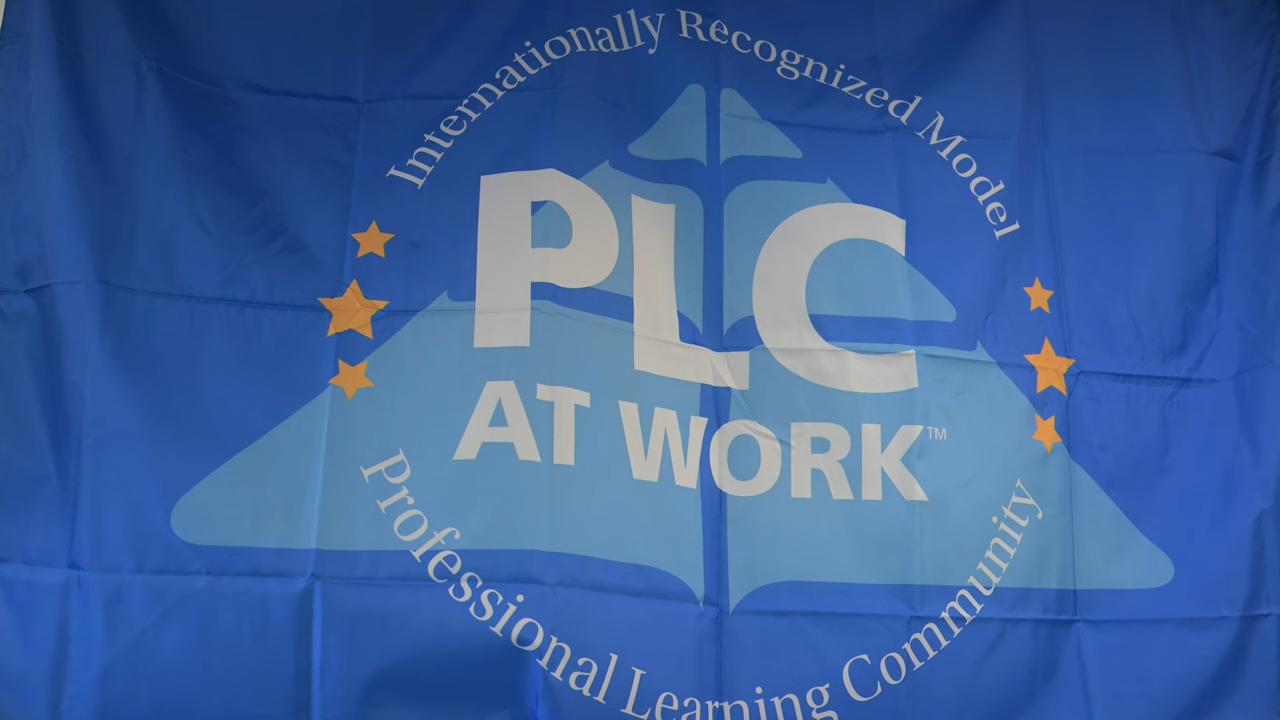 Internationally Recognized Model
PLC
AT WORK™
Professional Learning Community